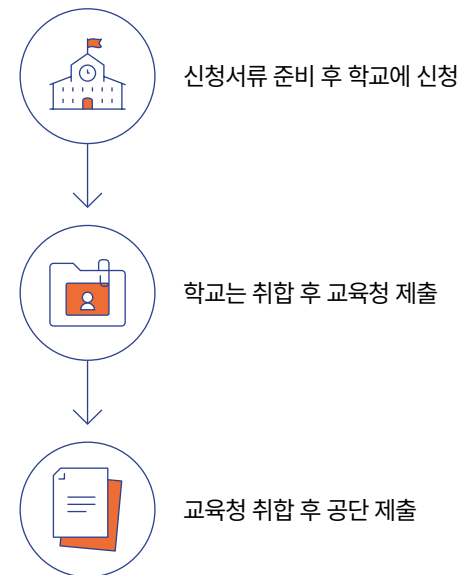 신청서류 준비 후 학교에 신청
학교는 취합 후 교육청 제출
교육청 취합 후 공단 제출